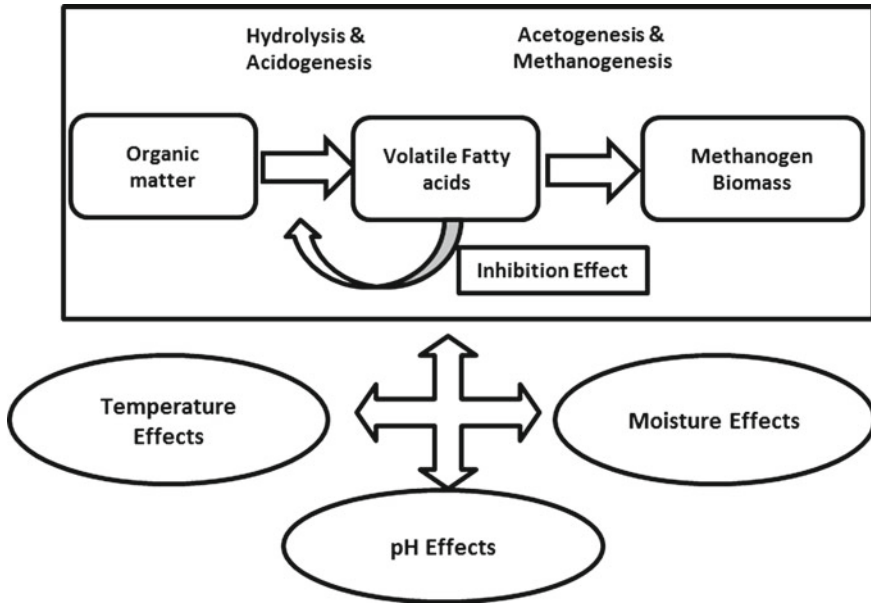 Hydrolysis &
Acidogenesis
Acetogenesis &
Methanogenesis
Organic
matter
Volatile Fatty
acids
Methanogen
Biomass
Inhibition Effect
Temperature
Effects
Moisture Effects
pH Effects